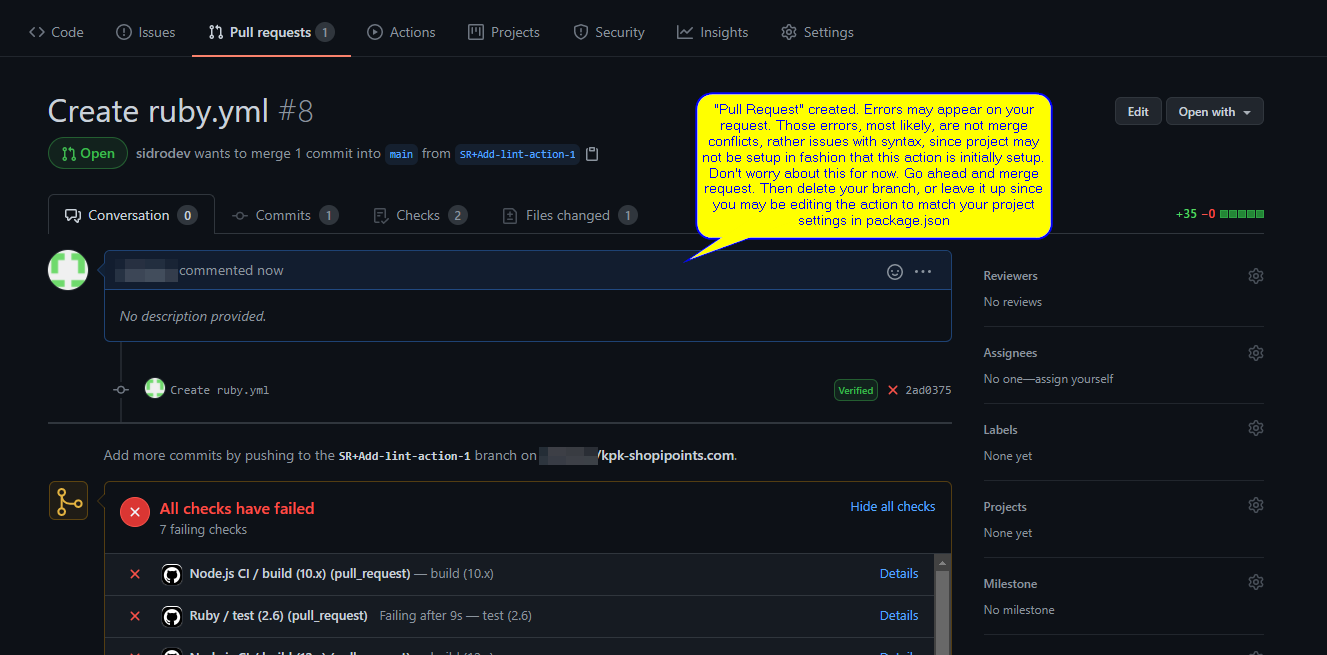 Code Issues Pull requests 1 Actions Projects Security Insights Settings
Create ruby.yml #8
Edit Open with
Open sidrodev wants to merge 1 commit into main from SR+Add-lint-action-1
"Pull Request" created. Errors may appear on your
request. Those errors, most likely, are not merge
conflicts, rather issues with syntax, since project may
not be setup in fashion that this action is initially setup.
Don't worry about this for now. Go ahead and merge
request. Then delete your branch, or leave it up since
you may be editing the action to match your project
settings in package.json
Conversation 0 Commits 1 Checks 2 Files changed 1
+35 −0
commented now
No description provided.
Create ruby.yml Verified 2ad0375
Add more commits by pushing to the SR+Add-lint-action-1 branch on /kpk-shopipoints.com.
All checks have failed
7 failing checks
Hide all checks
Node.js CI / build (10.x) (pull_request) — build (10.x) Details
Ruby / test (2.6) (pull_request) Failing after 9s — test (2.6) Details
Reviewers
No reviews
Assignees
No one—assign yourself
Labels
None yet
Projects
None yet
Milestone
No milestone